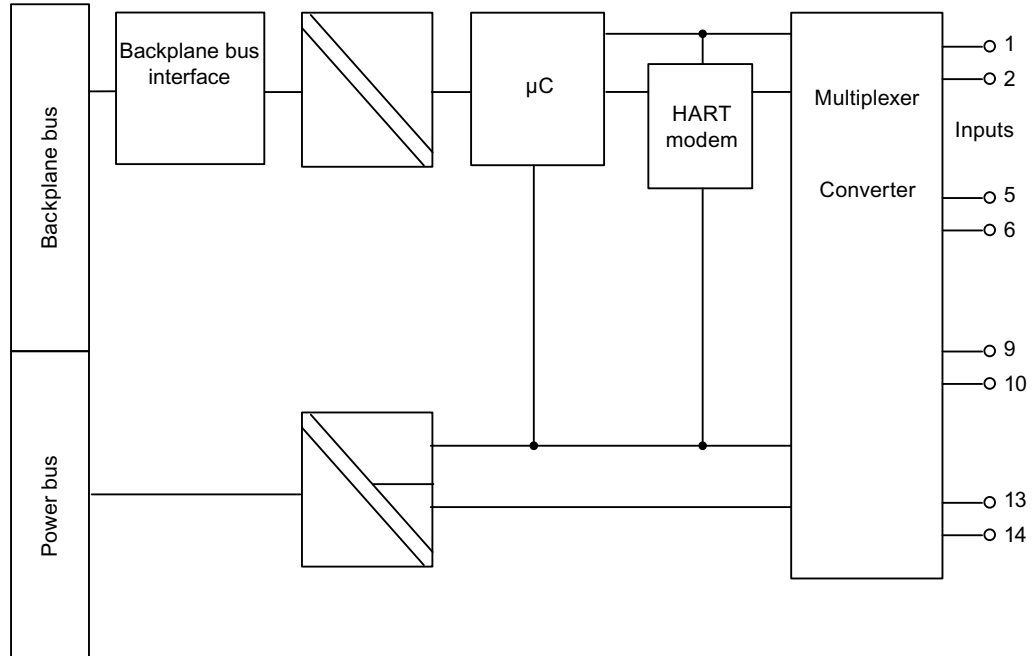 Backplane bus
Power bus
Backplane bus
interface
µC
HART
modem
Multiplexer
Converter
1
2
Inputs
5
6
9
10
13
14